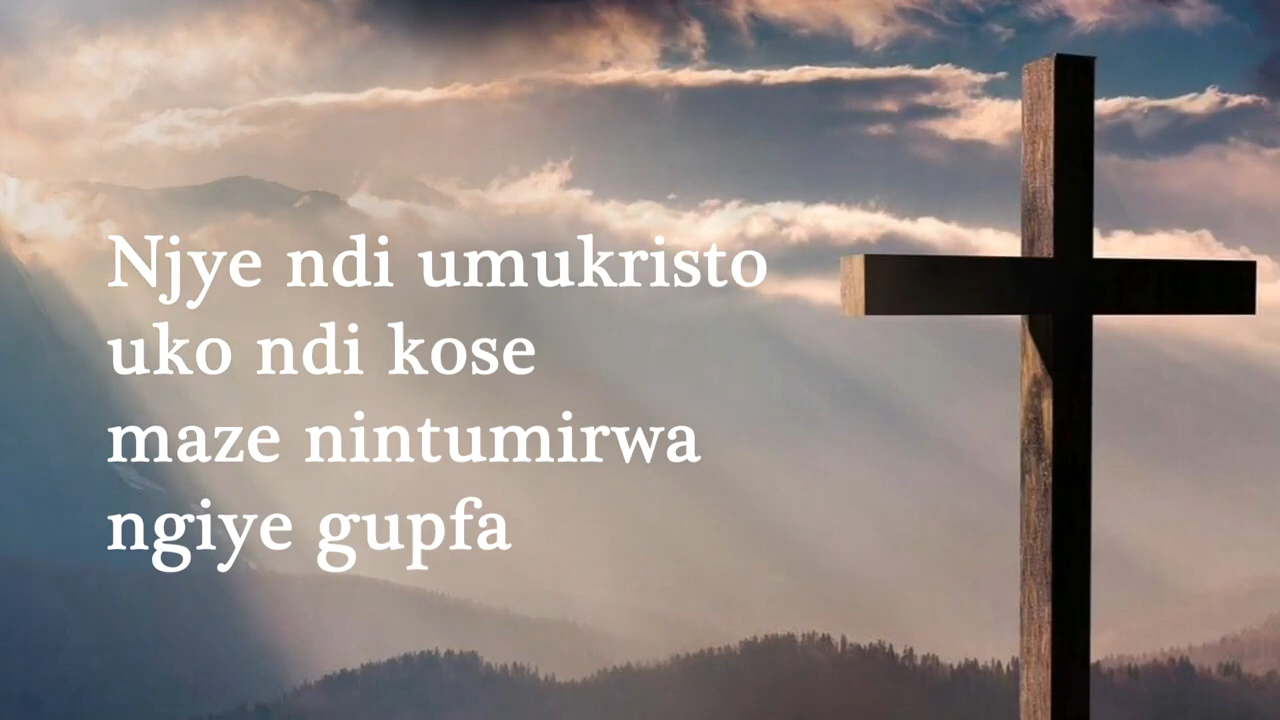 Njye ndi umukristo
uko ndi kose
maze nintumirwa
ngiye gupfa